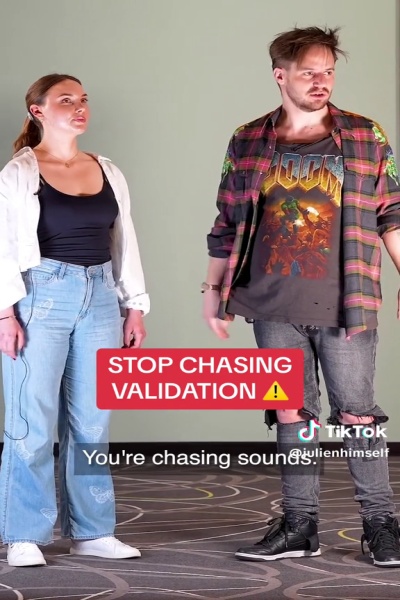 DOOM
STOP CHASING
VALIDATION ⚠️
TikTok
You're chasing sounds.
@julienhimself